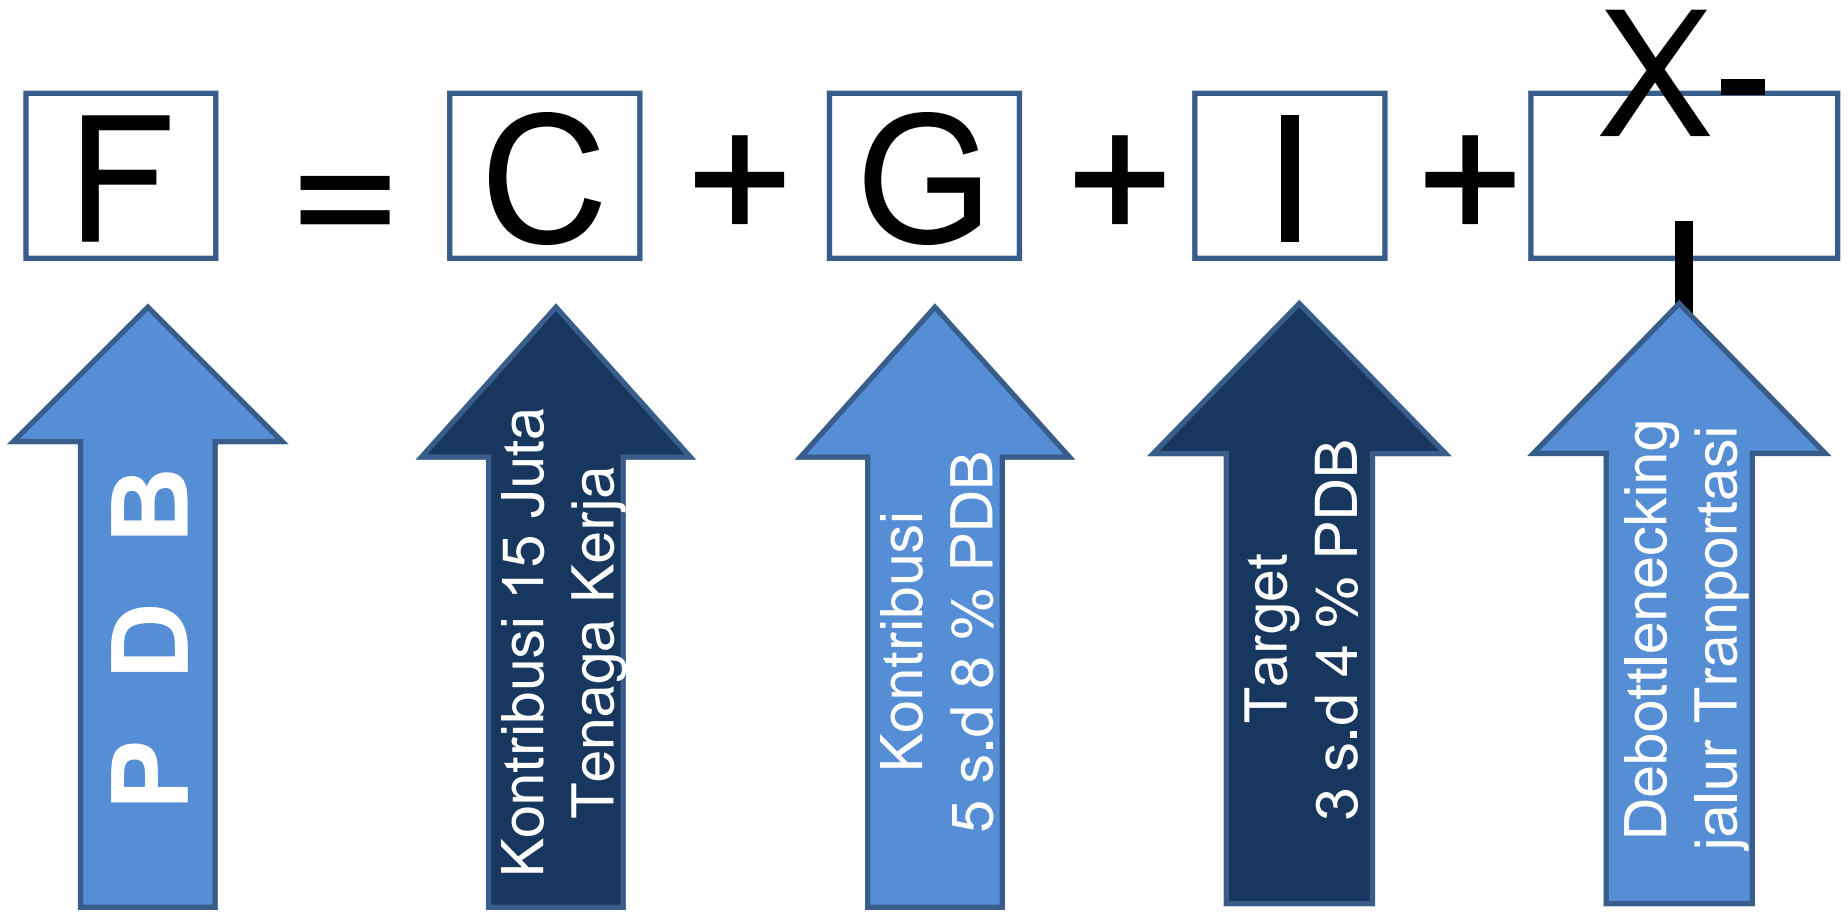 F = C + G + I + X-
I
P D B
Kontribusi 15 Juta
Tenaga Kerja
Kontribusi
5 s.d 8 % PDB
Target
3 s.d 4 % PDB
Debottlenecking
jalur Tranportasi